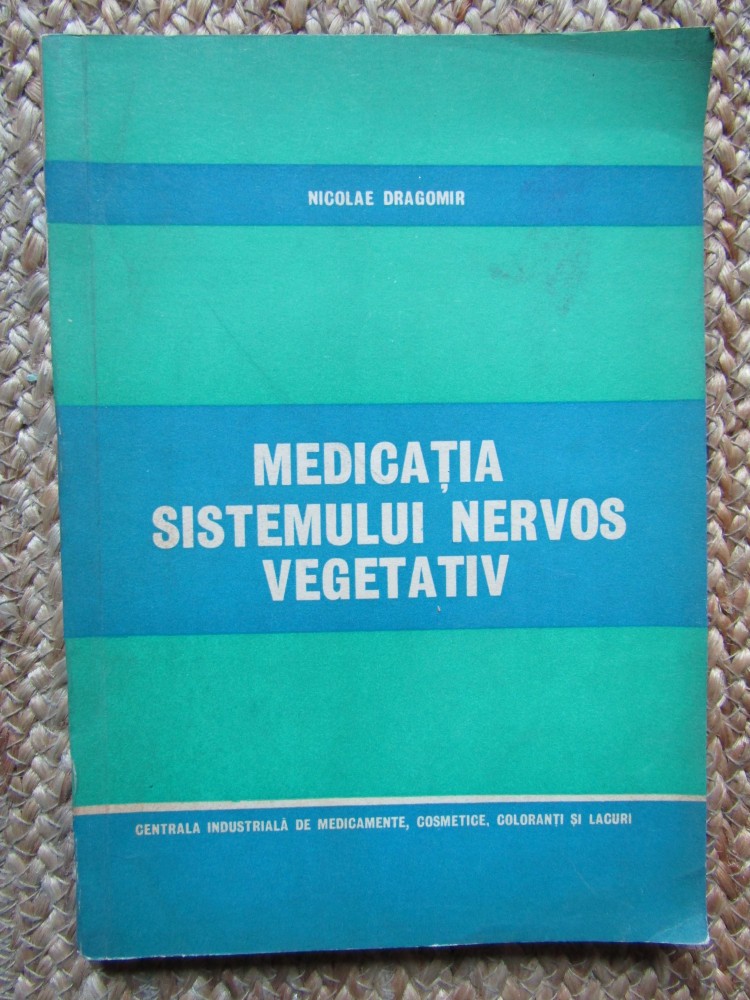 NICOLAE DRAGOMIR
MEDICAȚIA
SISTEMULUI NERVOS
VEGETATIV
CENTRALA INDUSTRIALĂ DE MEDICAMENTE, COSMETICE, COLORANȚI ȘI LACURI